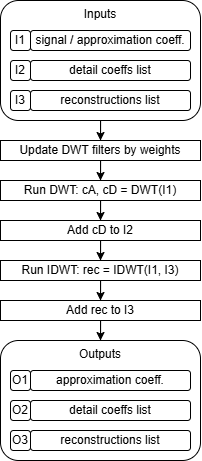 Inputs
I1 signal / approximation coeff.
I2 detail coeffs list
I3 reconstructions list
Update DWT filters by weights
Run DWT: cA, cD = DWT(I1)
Add cD to I2
Run IDWT: rec = IDWT(I1, I3)
Add rec to I3
Outputs
O1 approximation coeff.
O2 detail coeffs list
O3 reconstructions list